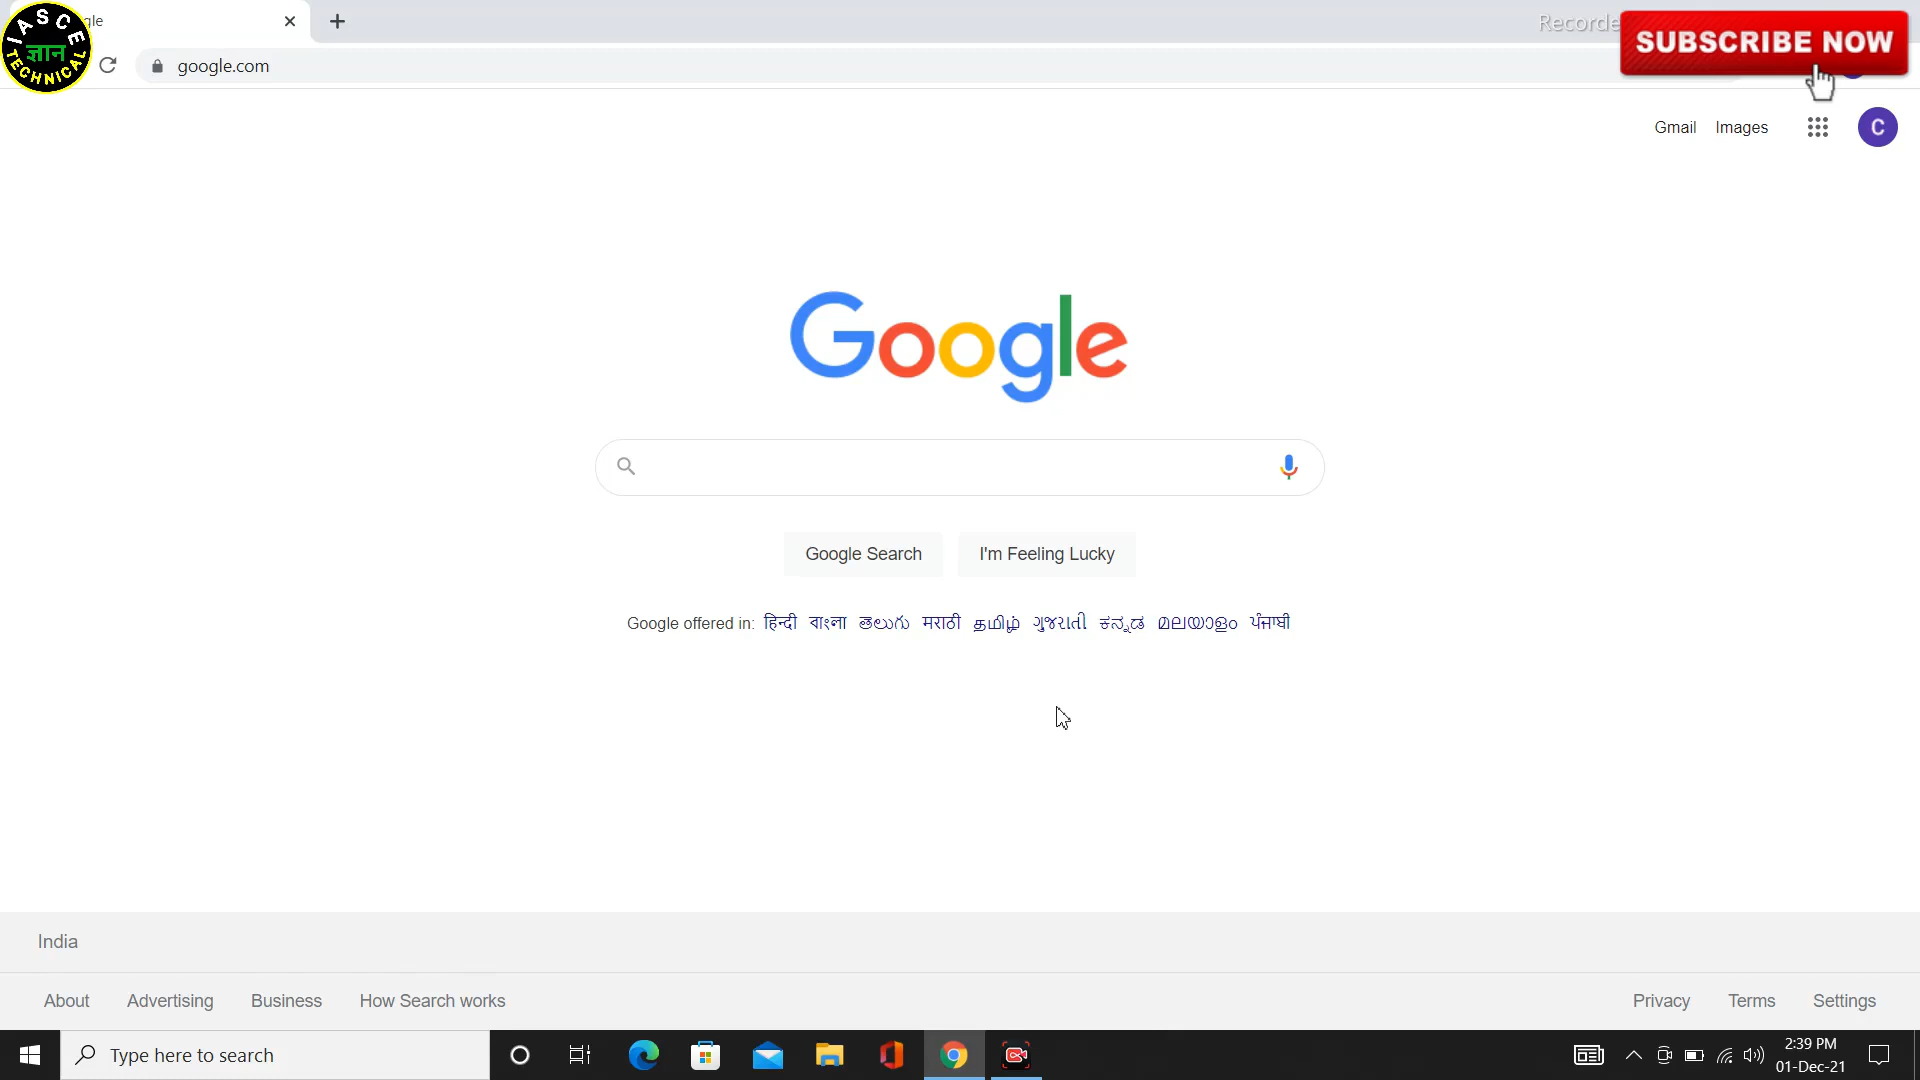 IASCE
ज्ञान
TECHNICAL
gle
Recorde
SUBSCRIBE NOW
google.com
Gmail Images
C
Google
Google Search I'm Feeling Lucky
Google offered in: हिन्दी বাংলা తెలుగు मराठी தமிழ் ગુજરાતી ಕನ್ನಡ മലയാളം ਪੰਜਾਬੀ
India
About Advertising Business How Search works Privacy Terms Settings
Type here to search
2:39 PM
01-Dec-21